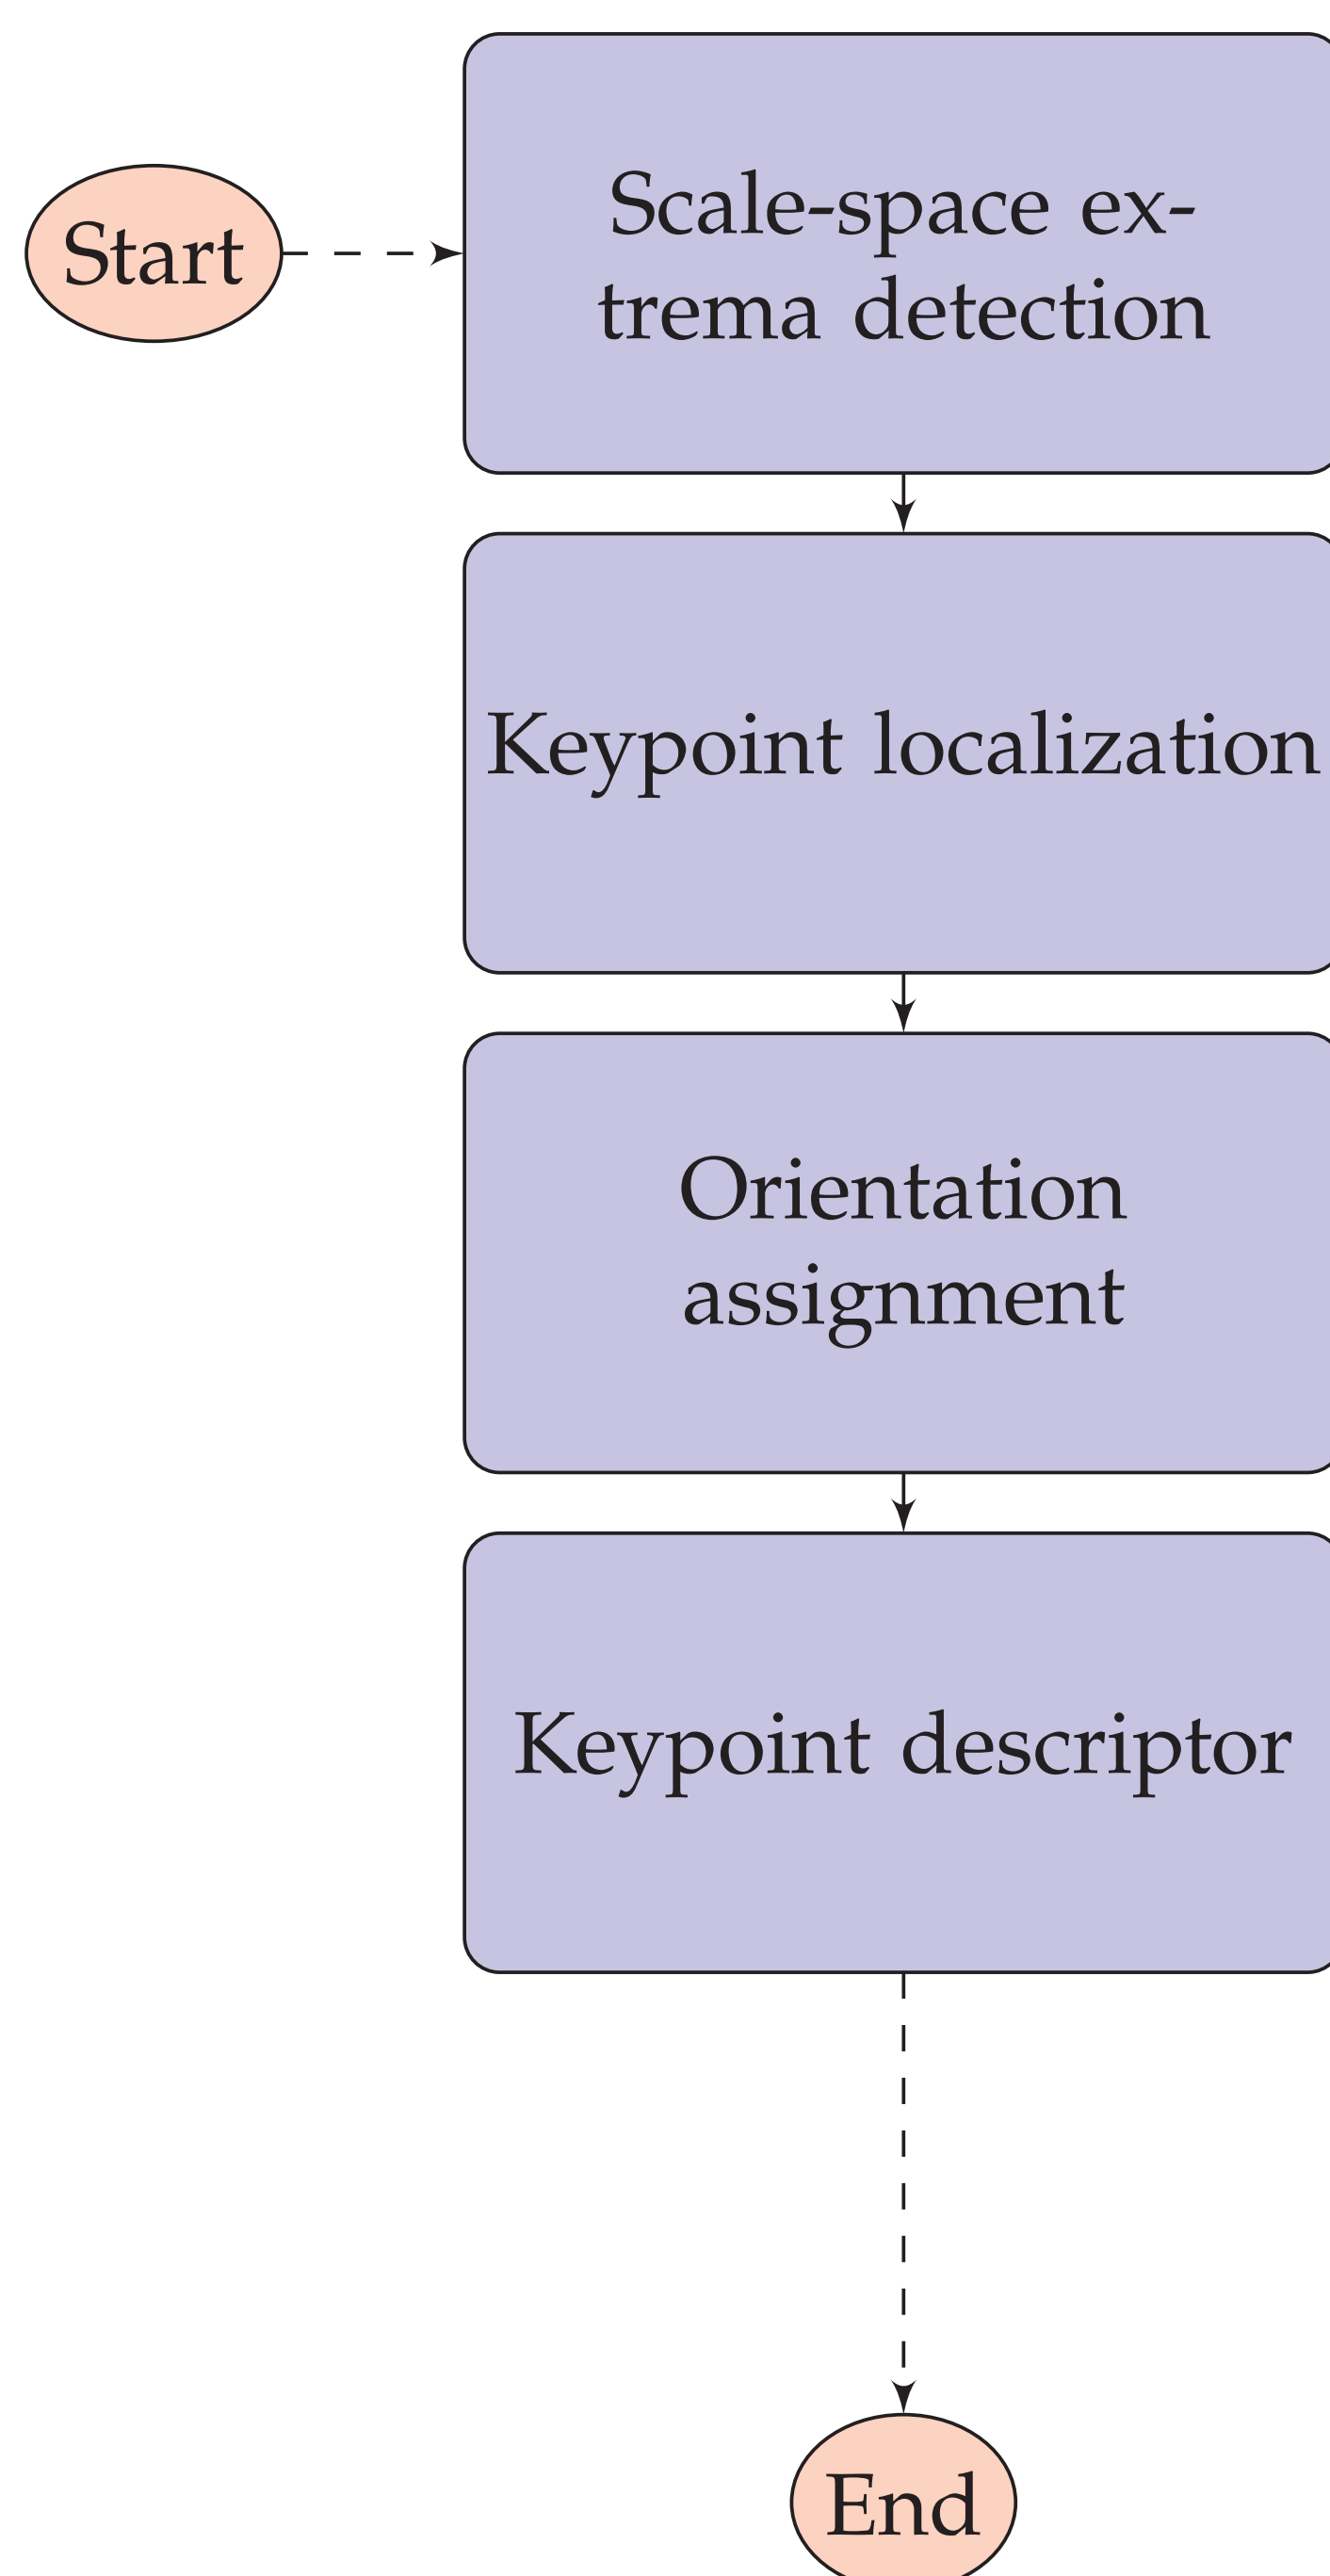 Start
Scale-space ex-
trema detection
Keypoint localization
Orientation
assignment
Keypoint descriptor
End